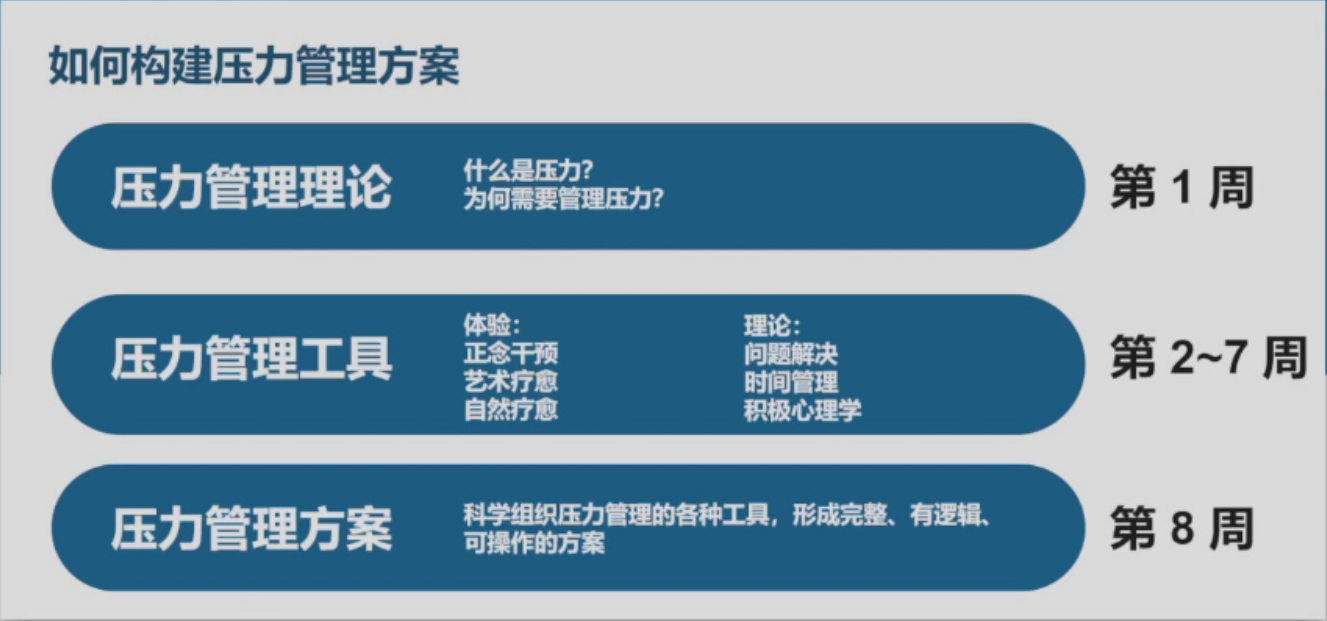 如何构建压力管理方案
压力管理理论
什么是压力?
为何需要管理压力?
第 1 周
压力管理工具
体验：
正念干预
艺术疗愈
自然疗愈
理论：
问题解决
时间管理
积极心理学
第 2~7 周
压力管理方案
科学组织压力管理的各种工具，形成完整、有逻辑、
可操作的方案
第 8 周